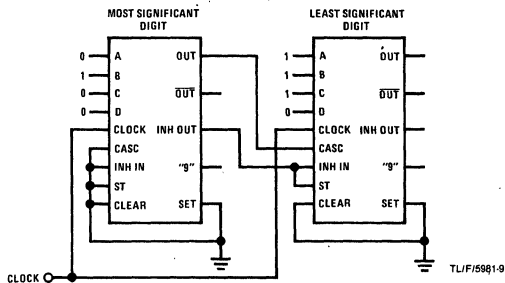 MOST SIGNIFICANT
DIGIT
0 A OUT
1 B
0 C OUT
0 D
CLOCK INH OUT
CASC
INH IN "9"
ST
CLEAR SET
LEAST SIGNIFICANT
DIGIT
1 A OUT
1 B
1 C OUT
0 D
CLOCK INH OUT
CASC
INH IN "9"
ST
CLEAR SET
CLOCK
TL/F/5981-9